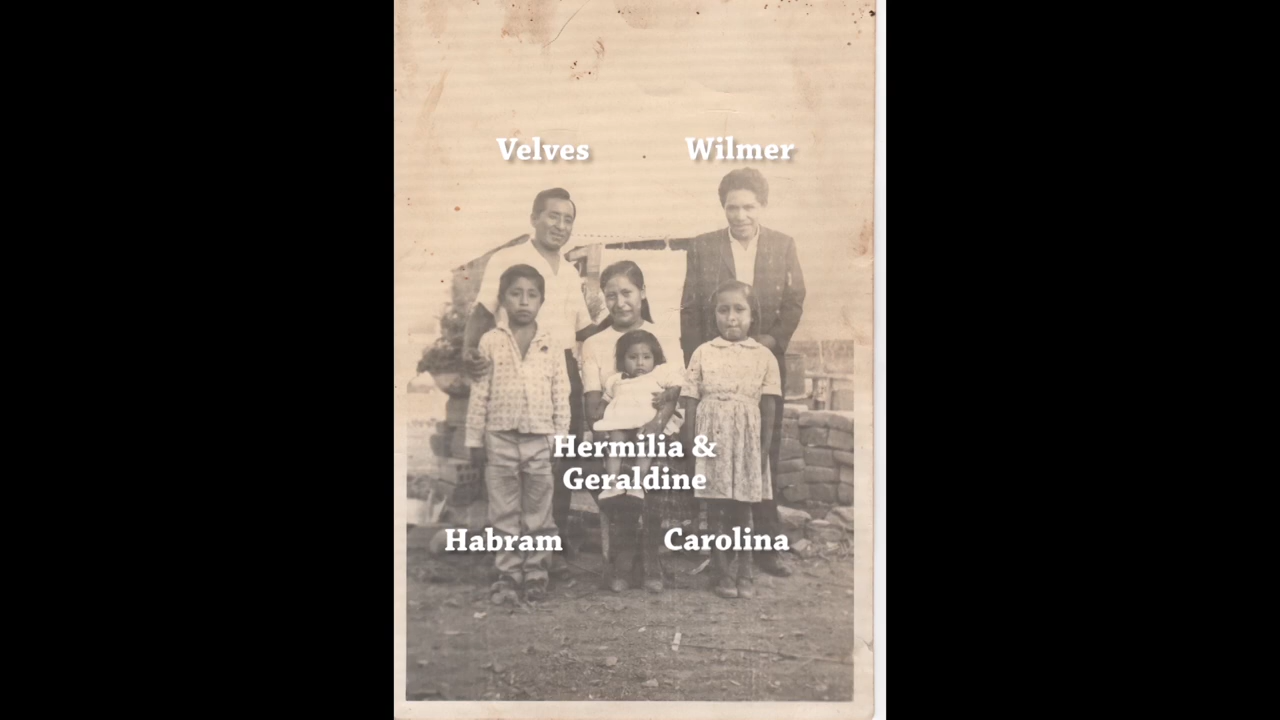 Velves
Wilmer
Hermilia &
Geraldine
Habram
Carolina